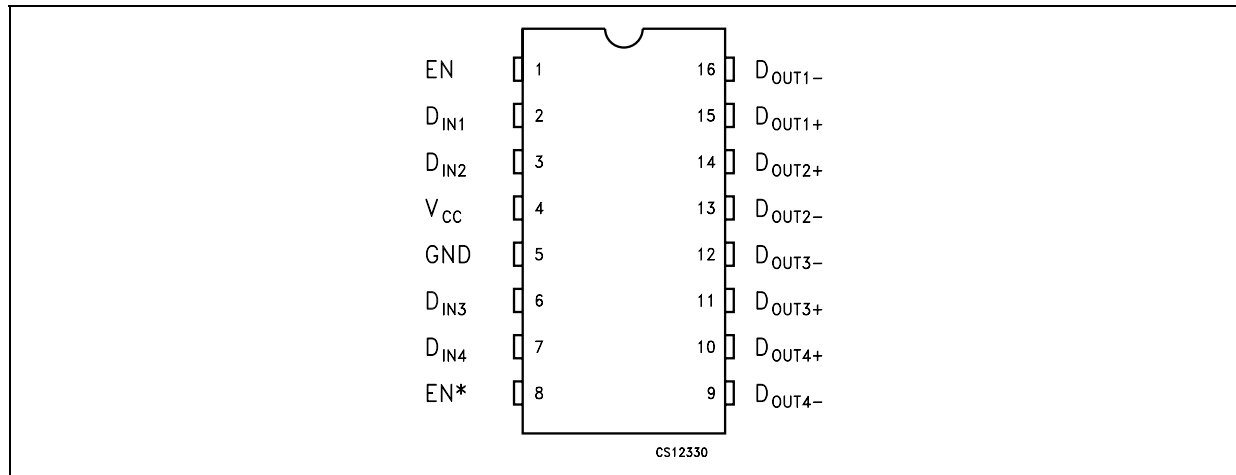 EN 1 16 DOUT1-
DIN1 2 15 DOUT1+
DIN2 3 14 DOUT2+
VCC 4 13 DOUT2-
GND 5 12 DOUT3-
DIN3 6 11 DOUT3+
DIN4 7 10 DOUT4+
EN* 8 9 DOUT4-
CS12330